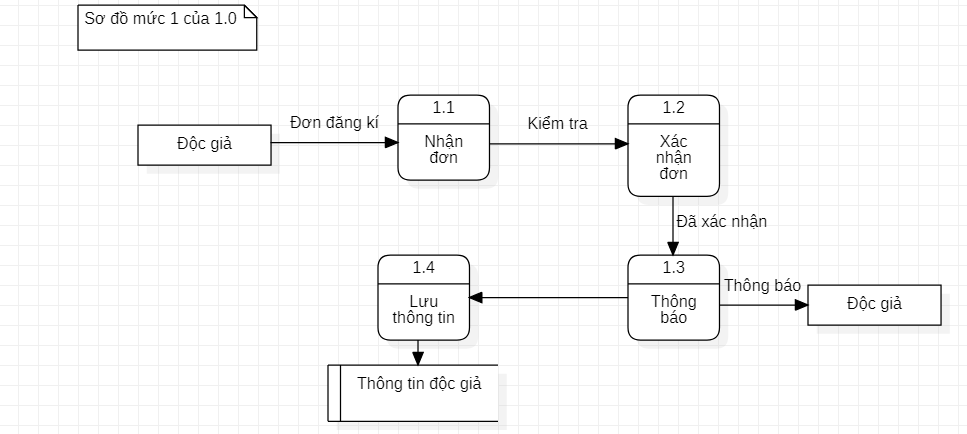 Sơ đồ mức 1 của 1.0
Độc giả
Đơn đăng kí
1.1
Nhận
đơn
Kiểm tra
1.2
Xác
nhận
đơn
Đã xác nhận
1.3
Thông
báo
Thông báo
Độc giả
1.4
Lưu
thông tin
Thông tin độc giả